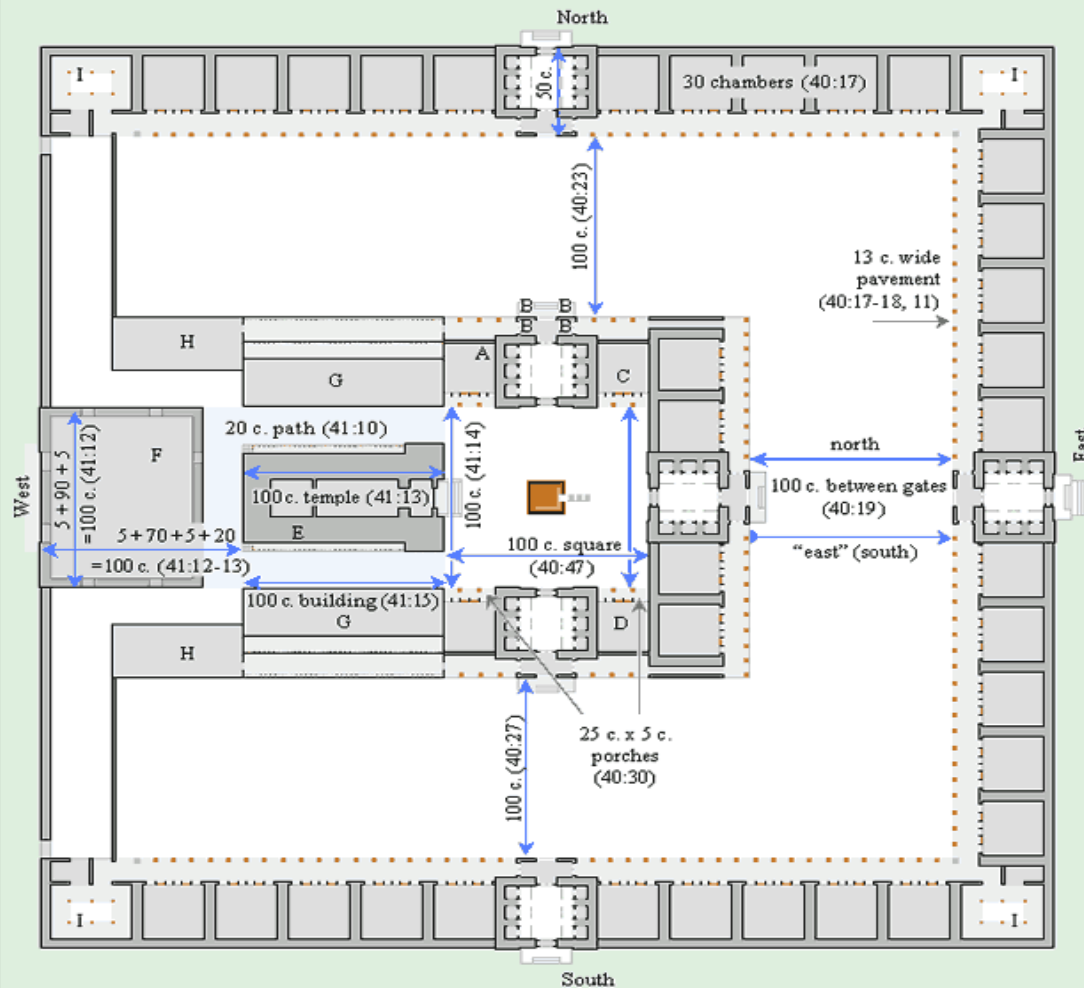 North
I
50 c.
30 chambers (40:17)
I
100 c. (40:23)
13 c. wide
pavement
(40:17-18, 11)
B B
B B
H
A
G
C
20 c. path (41:10)
F
5 + 90 + 5
=100 c. (41:12)
West
100 c. (41:14)
north
East
100 c. temple (41:13)
100 c. between gates
(40:19)
E
5+70+5+20
=100 c. (41:12-13)
100 c. square
(40:47)
“east” (south)
100 c. building (41:15)
G
D
H
25 c. x 5 c.
porches
(40:30)
100 c. (40:27)
I
I
South